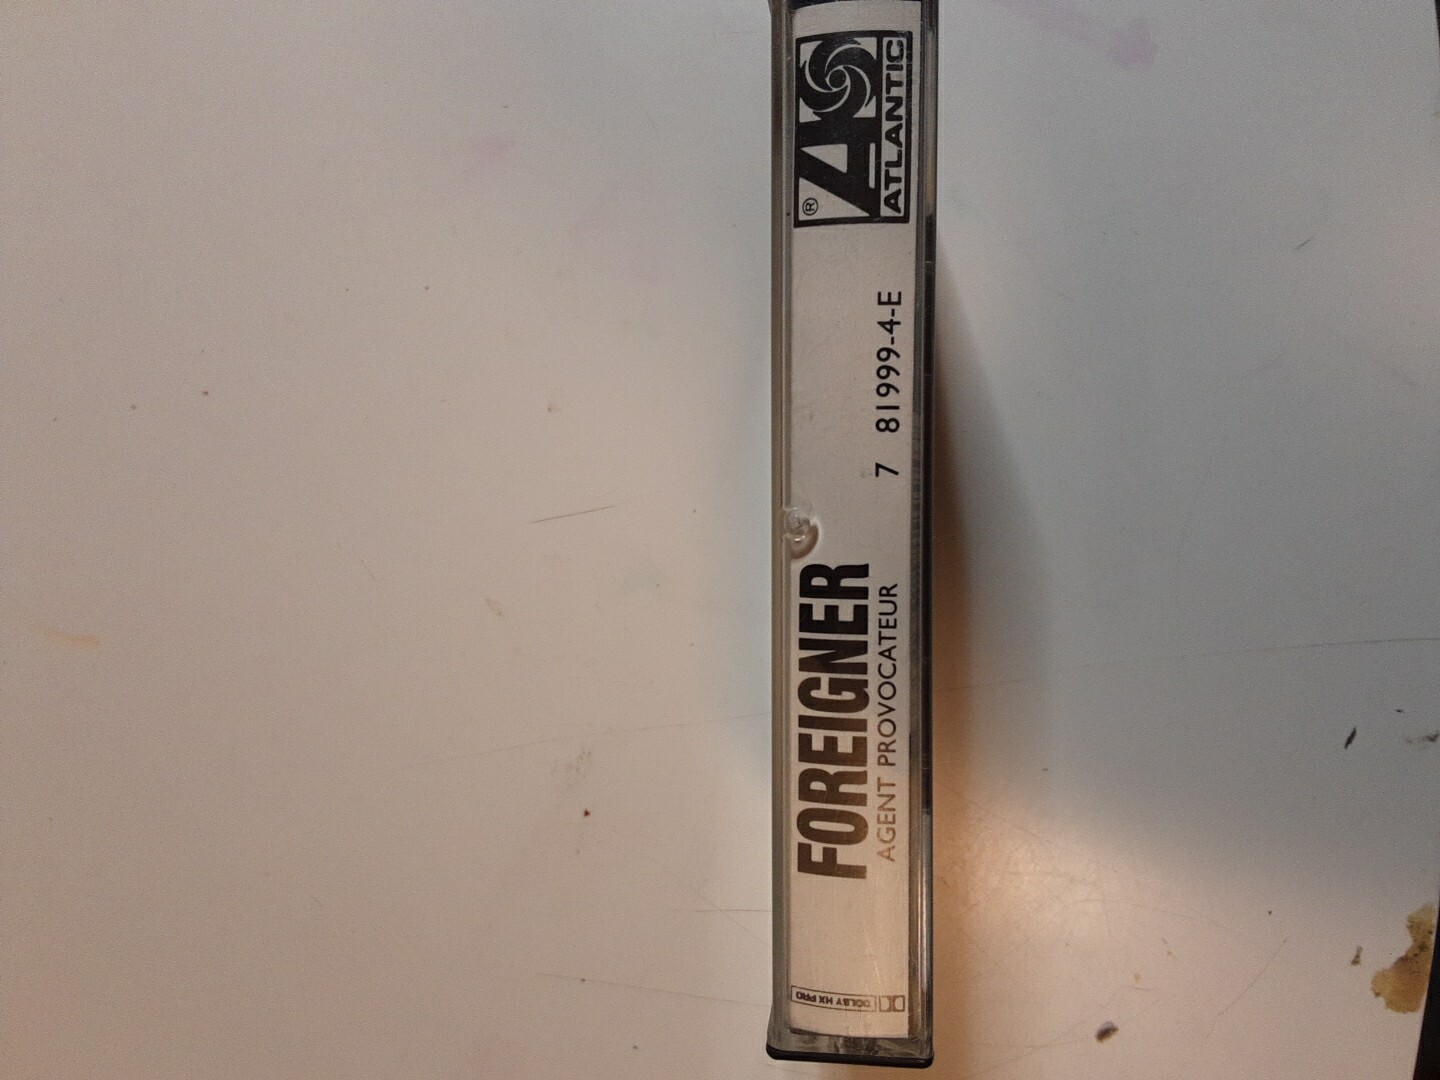 DOLBY HX PRO
FOREIGNER
AGENT PROVOCATEUR
7 81999-4-E
®
ATLANTIC